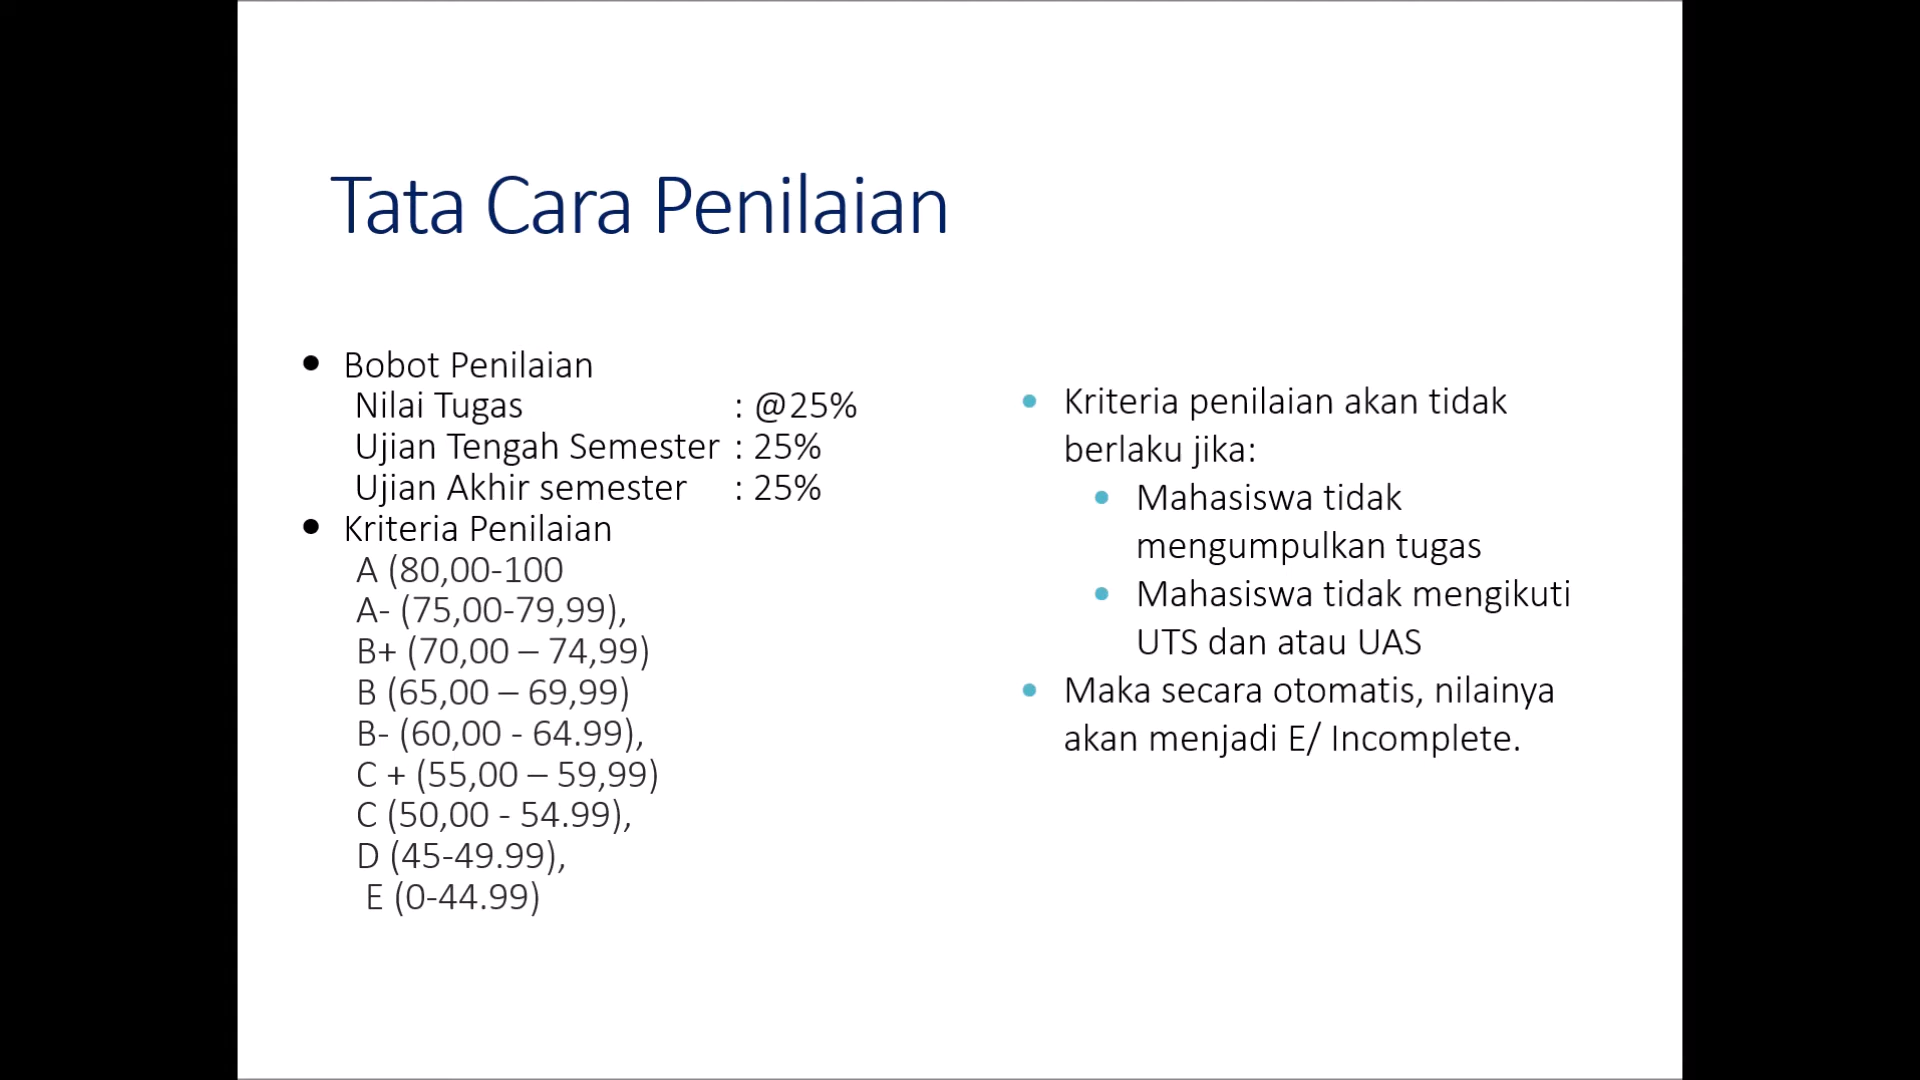 Tata Cara Penilaian
• Bobot Penilaian
Nilai Tugas : @25%
Ujian Tengah Semester : 25%
Ujian Akhir semester : 25%
• Kriteria Penilaian
A (80,00-100
A- (75,00-79,99),
B+ (70,00 – 74,99)
B (65,00 – 69,99)
B- (60,00 - 64.99),
C + (55,00 – 59,99)
C (50,00 - 54.99),
D (45-49.99),
E (0-44.99)
• Kriteria penilaian akan tidak
berlaku jika:
• Mahasiswa tidak
mengumpulkan tugas
• Mahasiswa tidak mengikuti
UTS dan atau UAS
• Maka secara otomatis, nilainya
akan menjadi E/ Incomplete.